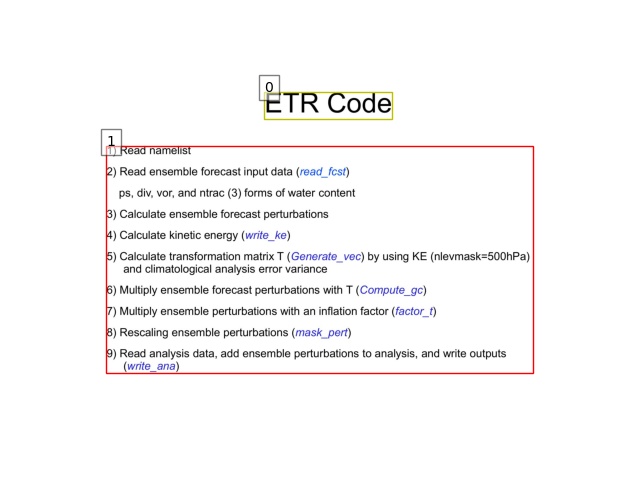 0
ETR Code
1
1) Read namelist
2) Read ensemble forecast input data (read_fcst)
ps, div, vor, and ntrac (3) forms of water content
3) Calculate ensemble forecast perturbations
4) Calculate kinetic energy (write_ke)
5) Calculate transformation matrix T (Generate_vec) by using KE (nlevmask=500hPa)
and climatological analysis error variance
6) Multiply ensemble forecast perturbations with T (Compute_gc)
7) Multiply ensemble perturbations with an inflation factor (factor_t)
8) Rescaling ensemble perturbations (mask_pert)
9) Read analysis data, add ensemble perturbations to analysis, and write outputs
(write_ana)